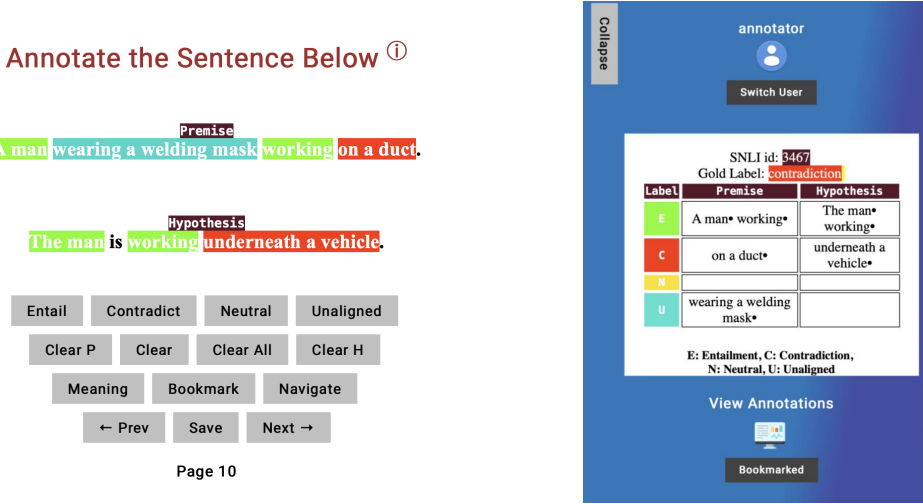 Annotate the Sentence Below ⓘ
Premise
A man wearing a welding mask working on a duct.
Hypothesis
The man is working underneath a vehicle.
Entail Contradict Neutral Unaligned
Clear P Clear Clear All Clear H
Meaning Bookmark Navigate
← Prev Save Next →
Page 10
Collapse
annotator
Switch User
SNLI id: 3467
Gold Label: contradiction
Label Premise Hypothesis
E A man• working• The man• working•
C on a duct• underneath a vehicle•
N
U wearing a welding mask•
E: Entailment, C: Contradiction,
N: Neutral, U: Unaligned
View Annotations
Bookmarked